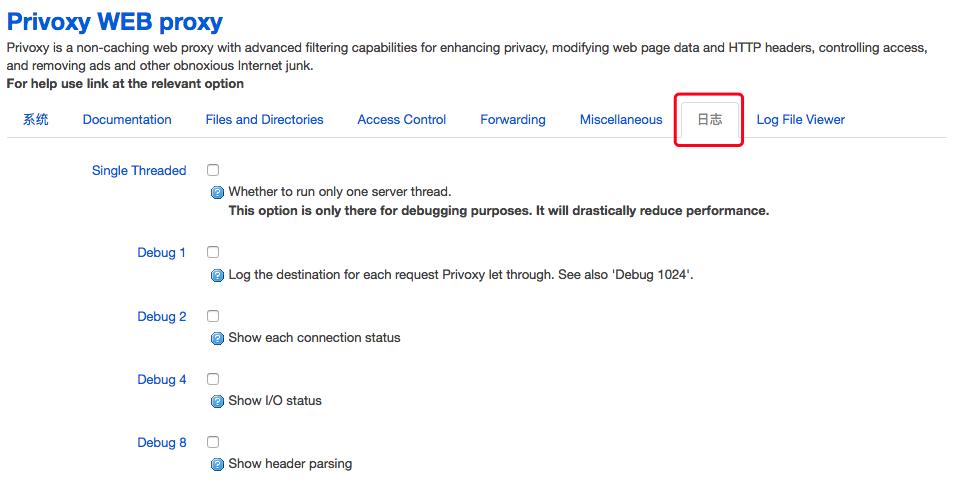 Privoxy WEB proxy
Privoxy is a non-caching web proxy with advanced filtering capabilities for enhancing privacy, modifying web page data and HTTP headers, controlling access,
and removing ads and other obnoxious Internet junk.
For help use link at the relevant option
系统 Documentation Files and Directories Access Control Forwarding Miscellaneous 日志 Log File Viewer
Single Threaded
Whether to run only one server thread.
This option is only there for debugging purposes. It will drastically reduce performance.
Debug 1
Log the destination for each request Privoxy let through. See also 'Debug 1024'.
Debug 2
Show each connection status
Debug 4
Show I/O status
Debug 8
Show header parsing